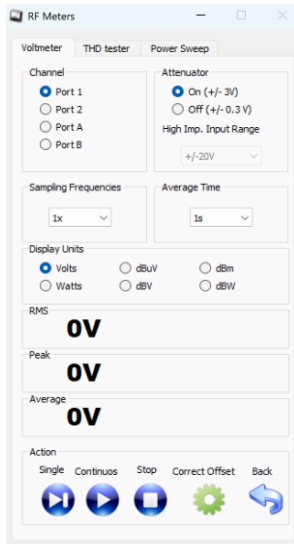 RF Meters
Voltmeter THD tester Power Sweep
Channel
Port 1
Port 2
Port A
Port B
Attenuator
On (+/- 3V)
Off (+/-0.3 V)
High Imp. Input Range
+/-20V
Sampling Frequencies
1x
Average Time
1s
Display Units
Volts dBuV dBm
Watts dBV dBW
RMS
0V
Peak
0V
Average
0V
Action
Single Continuos Stop Correct Offset Back